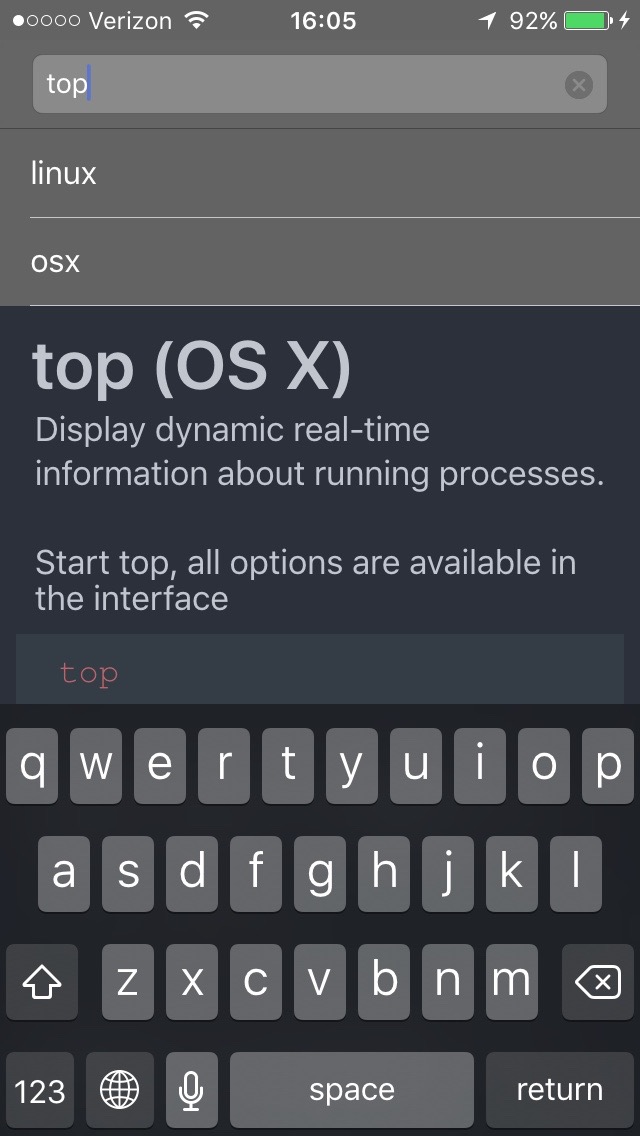 Verizon 16:05 92%
top
linux
osx
top (OS X)
Display dynamic real-time
information about running processes.
Start top, all options are available in
the interface
top
q w e r t y u i o p
a s d f g h j k l
z x c v b n m
123 space return